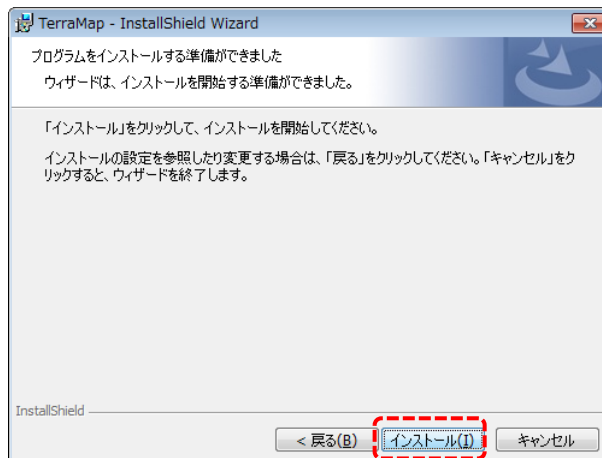 TerraMap - InstallShield Wizard
プログラムをインストールする準備ができました
ウィザードは、インストールを開始する準備ができました。
「インストール」をクリックして、インストールを開始してください。
インストールの設定を参照したり変更する場合は、「戻る」をクリックしてください。「キャンセル」をク
リックすると、ウィザードを終了します。
InstallShield
< 戻る(B) インストール(I) キャンセル